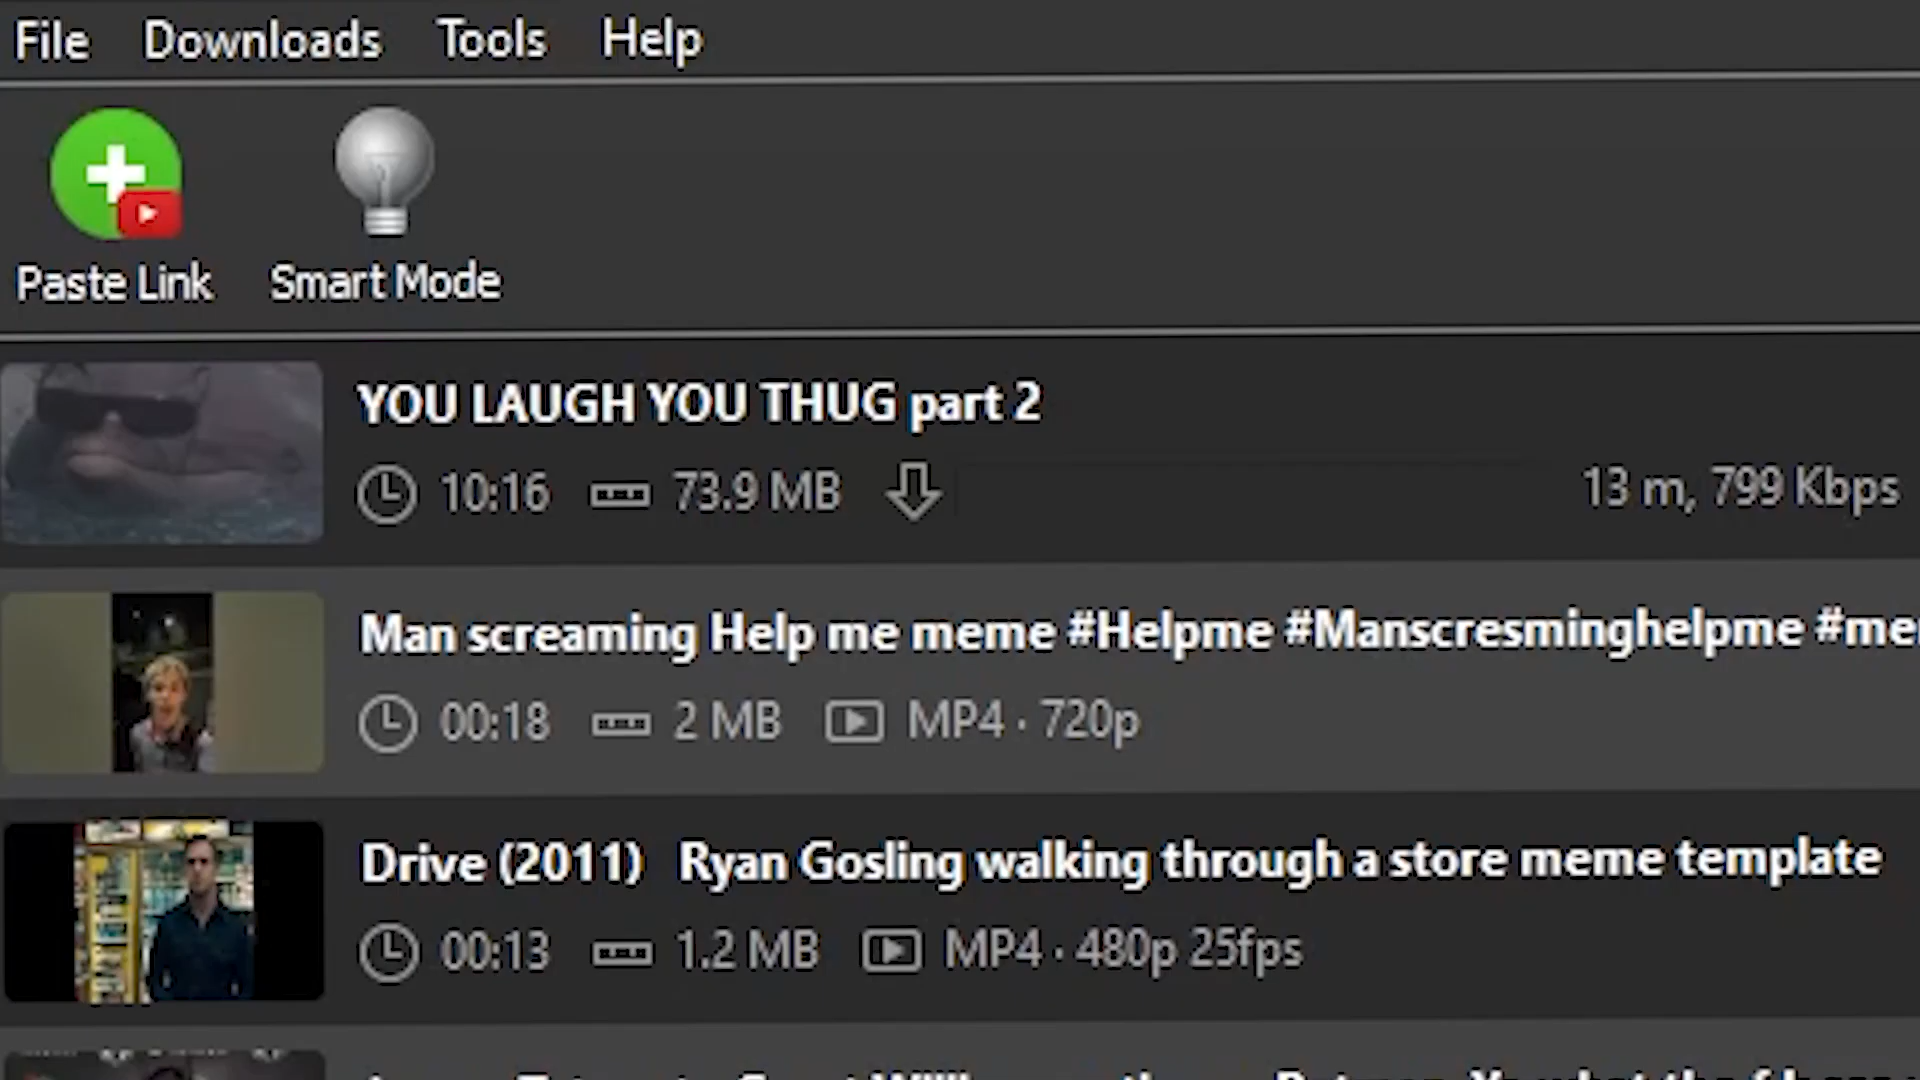 File Downloads Tools Help
Paste Link Smart Mode
YOU LAUGH YOU THUG part 2
10:16 73.9 MB 13 m, 799 Kbps
Man screaming Help me meme #Helpme #Manscresminghelpme #me
00:18 2 MB MP4 · 720p
Drive (2011) Ryan Gosling walking through a store meme template
00:13 1.2 MB MP4 · 480p 25fps